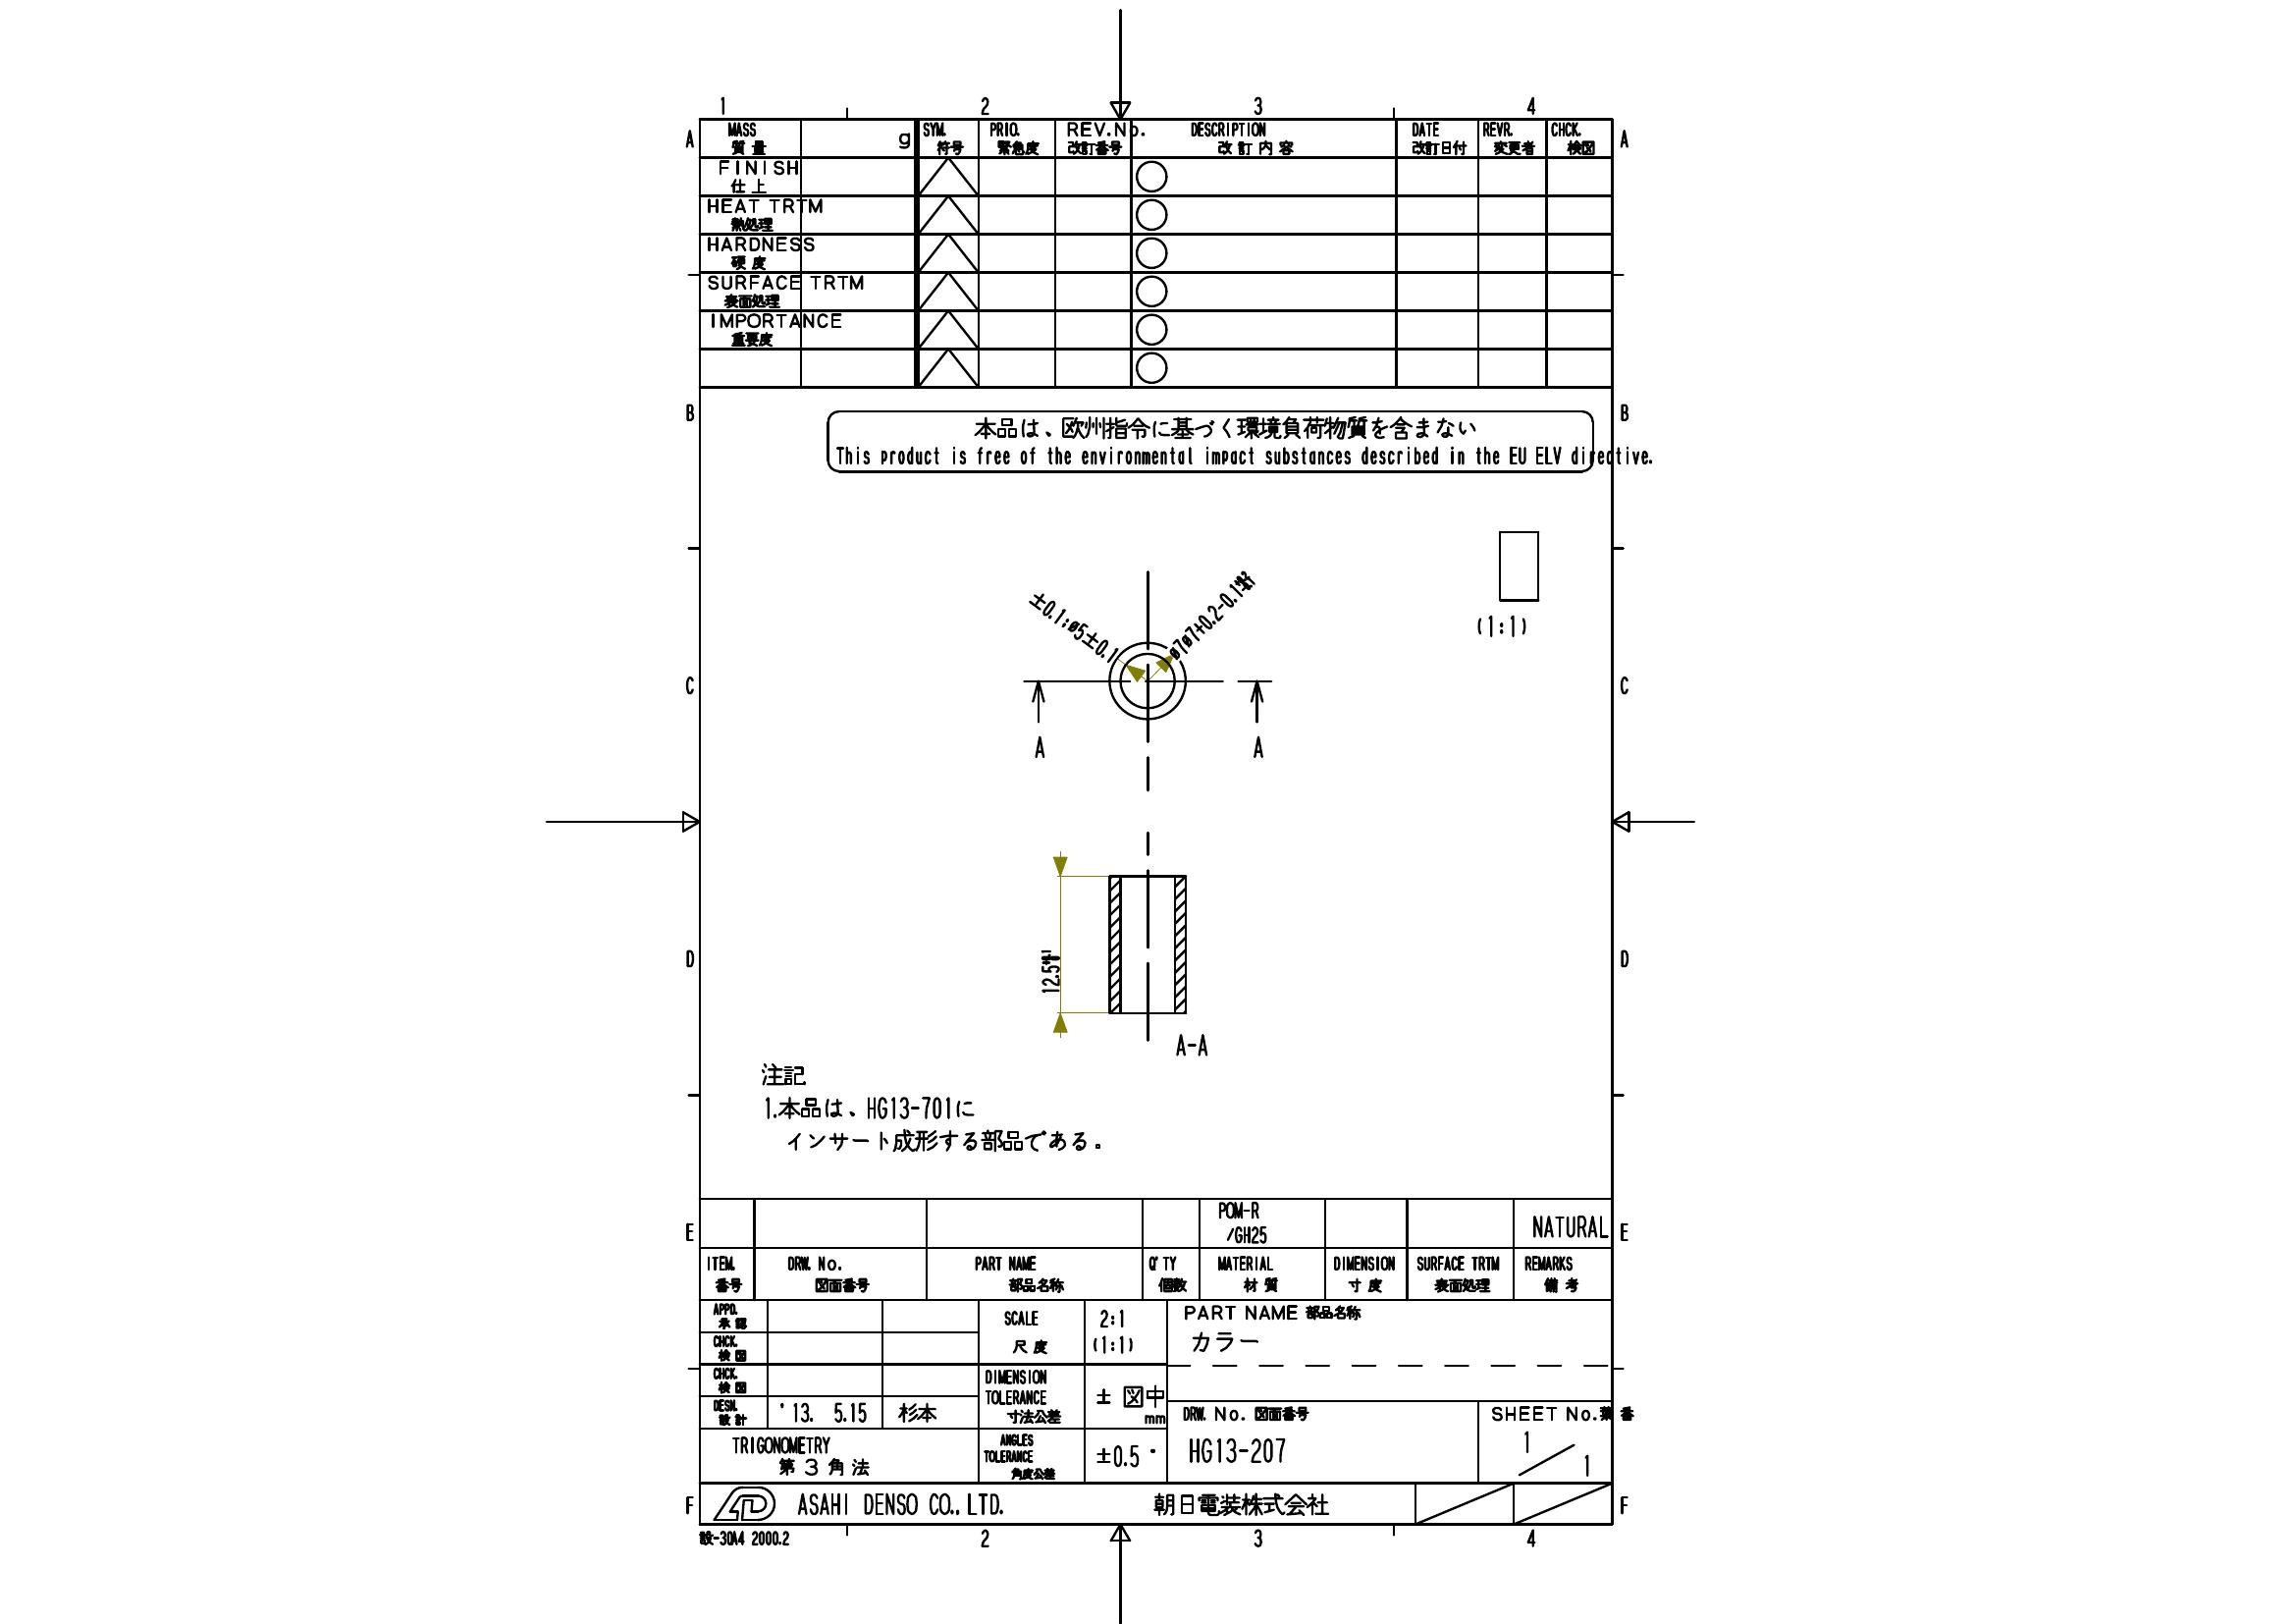 1 2 3 4
A A
MASS g SYM. PRIO. REV.No. DESCRIPTION DATE REVR. CHCK.
質量 符号 緊急度 改訂番号 改訂内容 改訂日付 変更者 検図
FINISH
仕上
HEAT TRTM
熱処理
HARDNESS
硬度
SURFACE TRTM
表面処理
IMPORTANCE
重要度
B B
本品は、欧州指令に基づく環境負荷物質を含まない
This product is free of the environmental impact substances described in the EU ELV directive.
(1:1)
±0.1;ø5±0.1
ø7ø7+0.2-0.1
C C
A A
12.5
D D
A-A
注記
1.本品は、HG13-701に
インサート成形する部品である。
E E
POM-R
/GH25
NATURAL
ITEM. DRW. No. PART NAME Q'TY MATERIAL DIMENSION SURFACE TRTM REMARKS
番号 図面番号 部品名称 個数 材質 寸度 表面処理 備考
APPD.
承認
CHCK.
検図
CHCK.
検図
DESN.
設計
'13. 5.15 杉本
SCALE 2:1
尺度 (1:1)
DIMENSION
TOLERANCE
寸法公差
± 図中
mm
ANGLES
TOLERANCE
角度公差
±0.5 °
TRIGONOMETRY
第3角法
PART NAME 部品名称
カラー
DRW. No. 図面番号
HG13-207
SHEET No.葉番
1
1
F F
ASAHI DENSO CO., LTD. 朝日電装株式会社
設-30A4 2000.2
2 3 4